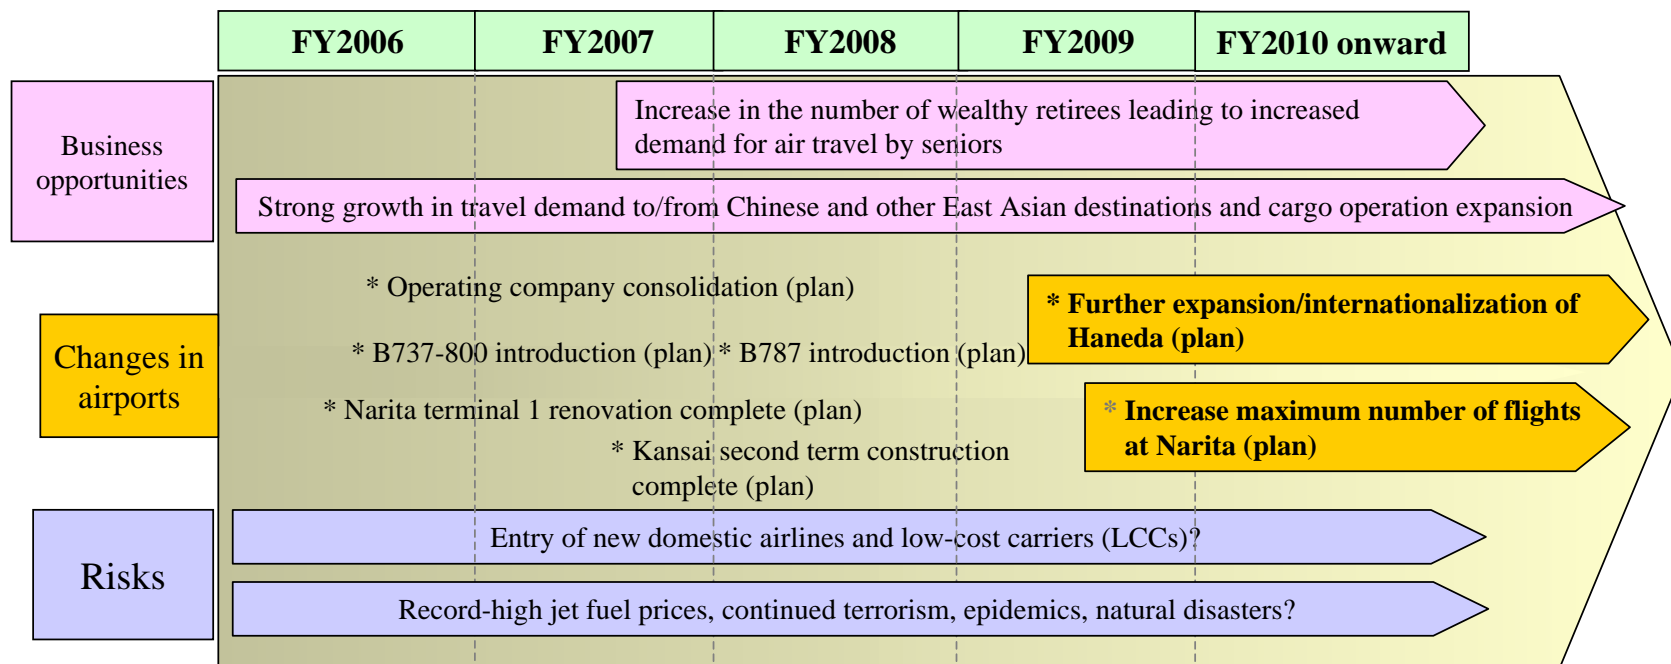 FY2006
FY2007
FY2008
FY2009
FY2010 onward
Business
opportunities
Increase in the number of wealthy retirees leading to increased
demand for air travel by seniors
Strong growth in travel demand to/from Chinese and other East Asian destinations and cargo operation expansion
Changes in
airports
* Operating company consolidation (plan)
* B737-800 introduction (plan)
* B787 introduction (plan)
* Narita terminal 1 renovation complete (plan)
* Kansai second term construction
complete (plan)
* Further expansion/internationalization of
Haneda (plan)
* Increase maximum number of flights
at Narita (plan)
Risks
Entry of new domestic airlines and low-cost carriers (LCCs)?
Record-high jet fuel prices, continued terrorism, epidemics, natural disasters?